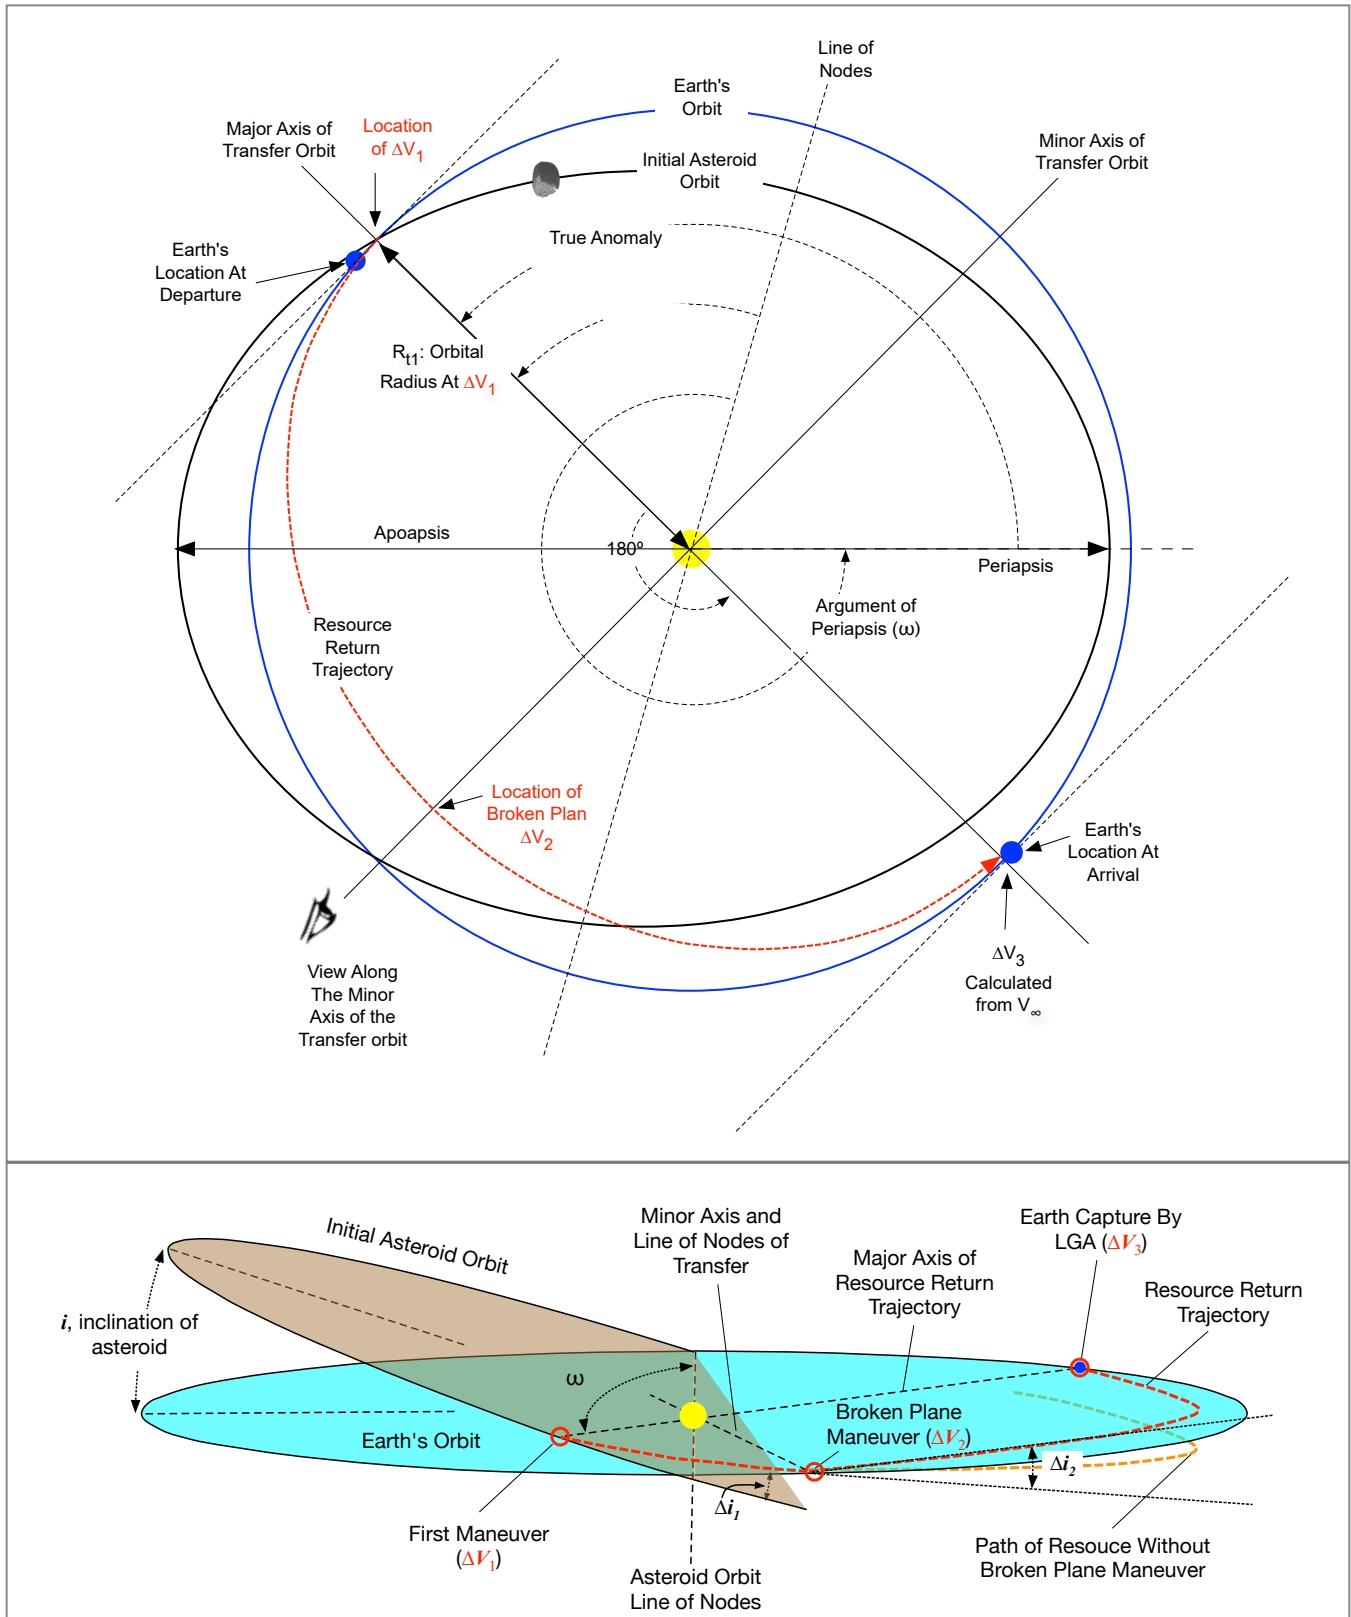 Line of
Nodes
Earth's
Orbit
Major Axis of
Transfer Orbit
Location
of ΔV1
Minor Axis of
Transfer Orbit
Initial Asteroid
Orbit
True Anomaly
Earth's
Location At
Departure
Rt1: Orbital
Radius At ΔV1
Apoapsis
180º
Periapsis
Argument of
Periapsis (ω)
Resource
Return
Trajectory
Location of
Broken Plan
ΔV2
Earth's
Location At
Arrival
ΔV3
Calculated
from V∞
View Along
The Minor
Axis of the
Transfer orbit
Initial Asteroid Orbit
Minor Axis and
Line of Nodes of
Transfer
Earth Capture By
LGA (ΔV3)
Major Axis of
Resource Return
Trajectory
Resource Return
Trajectory
i, inclination of
asteroid
ω
Earth's Orbit
Broken Plane
Maneuver (ΔV2)
Δi2
Δi1
First Maneuver
(ΔV1)
Path of Resouce Without
Broken Plane Maneuver
Asteroid Orbit
Line of Nodes